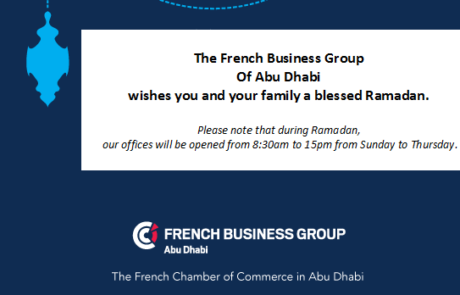 The French Business Group
Of Abu Dhabi
wishes you and your family a blessed Ramadan.
Please note that during Ramadan,
our offices will be opened from 8:30am to 15pm from Sunday to Thursday.
FRENCH BUSINESS GROUP
Abu Dhabi
The French Chamber of Commerce in Abu Dhabi